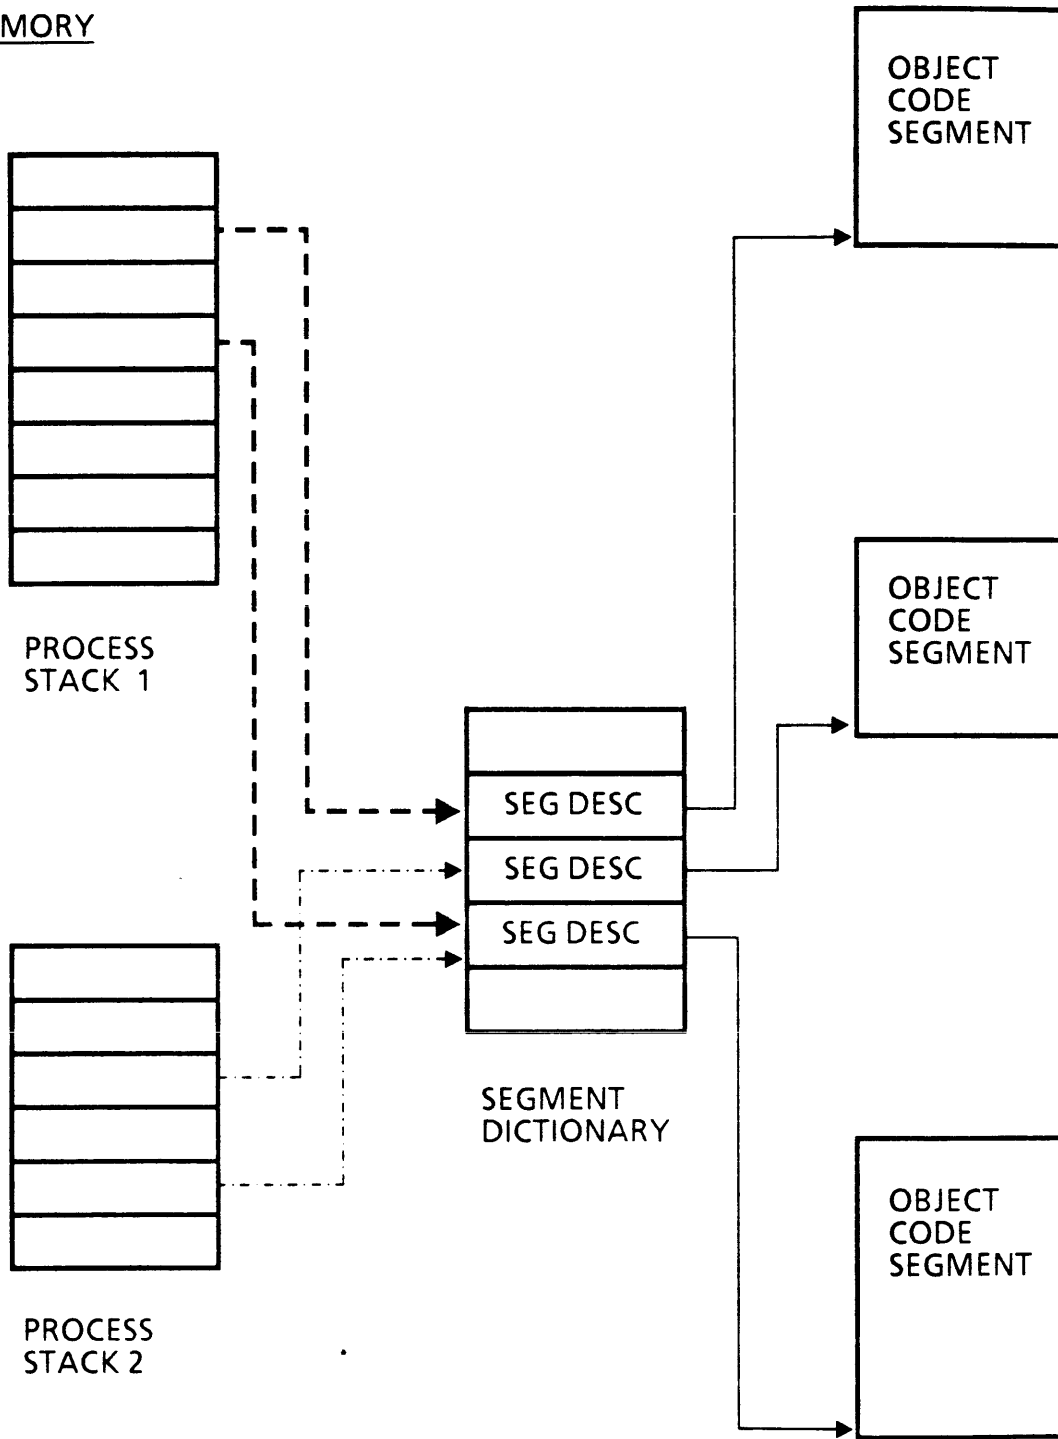 MORY
OBJECT
CODE
SEGMENT
PROCESS
STACK 1
OBJECT
CODE
SEGMENT
SEG DESC
SEG DESC
SEG DESC
SEGMENT
DICTIONARY
OBJECT
CODE
SEGMENT
PROCESS
STACK 2